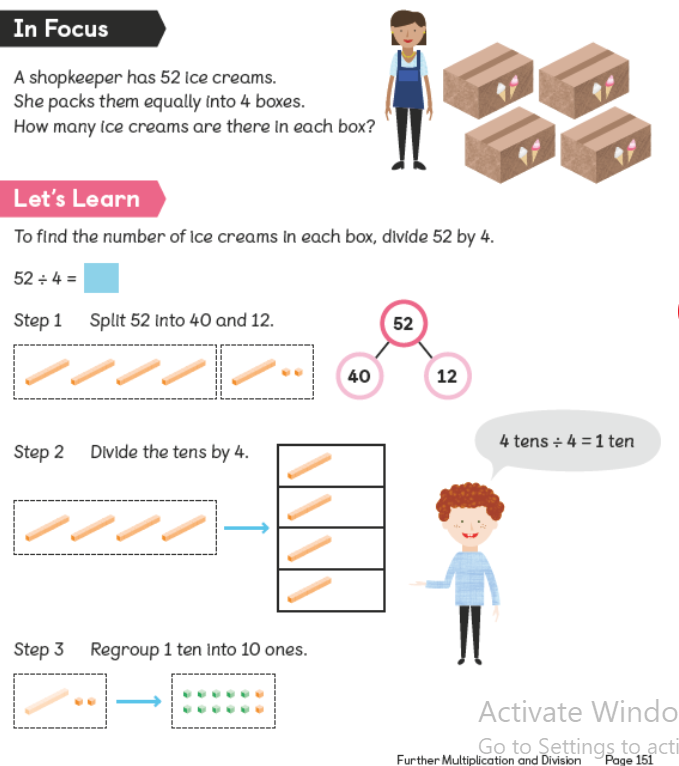 In Focus
A shopkeeper has 52 ice creams.
She packs them equally into 4 boxes.
How many ice creams are there in each box?
Let's Learn
To find the number of ice creams in each box, divide 52 by 4.
52 ÷ 4 =
Step 1 Split 52 into 40 and 12.
52
40 12
Step 2 Divide the tens by 4.
4 tens ÷ 4 = 1 ten
Step 3 Regroup 1 ten into 10 ones.
Activate Windo
Go to Settings to acti
Further Multiplication and Division Page 151